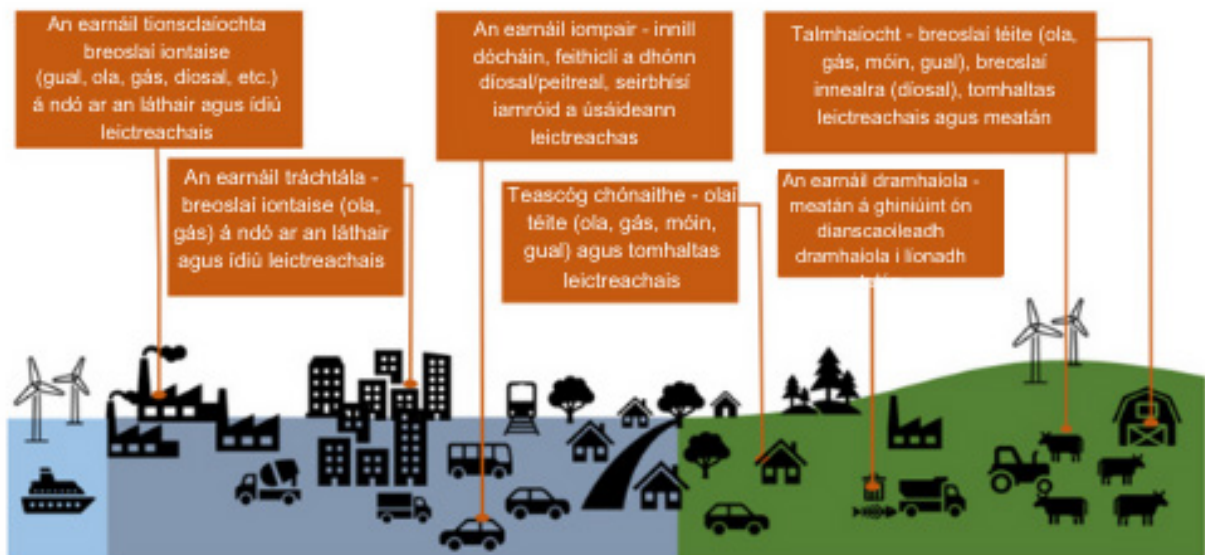 An earnáil tionsclaíochta
breoslaí iontaise
(gual, ola, gás, díosal, etc.)
á ndó ar an láthair agus ídiú
leictreachais
An earnáil tráchtála -
breoslaí iontaise (ola,
gás) á ndó ar an láthair
agus ídiú leictreachais
An earnáil iompair - innill
dócháin, feithiclí a dhónn
díosal/peitreal, seirbhísí
iarnróid a úsáideann
leictreachas
Teascóg chónaithe - olaí
téite (ola, gás, móin,
gual) agus tomhaltas
leictreachais
Talmhaíocht - breoslaí téite (ola,
gás, móin, gual), breoslaí
innealra (díosal), tomhaltas
leictreachais agus meatán
An earnáil dramhaíola -
meatán á ghiniúint ón
dianscaoileadh
dramhaíola i líonadh